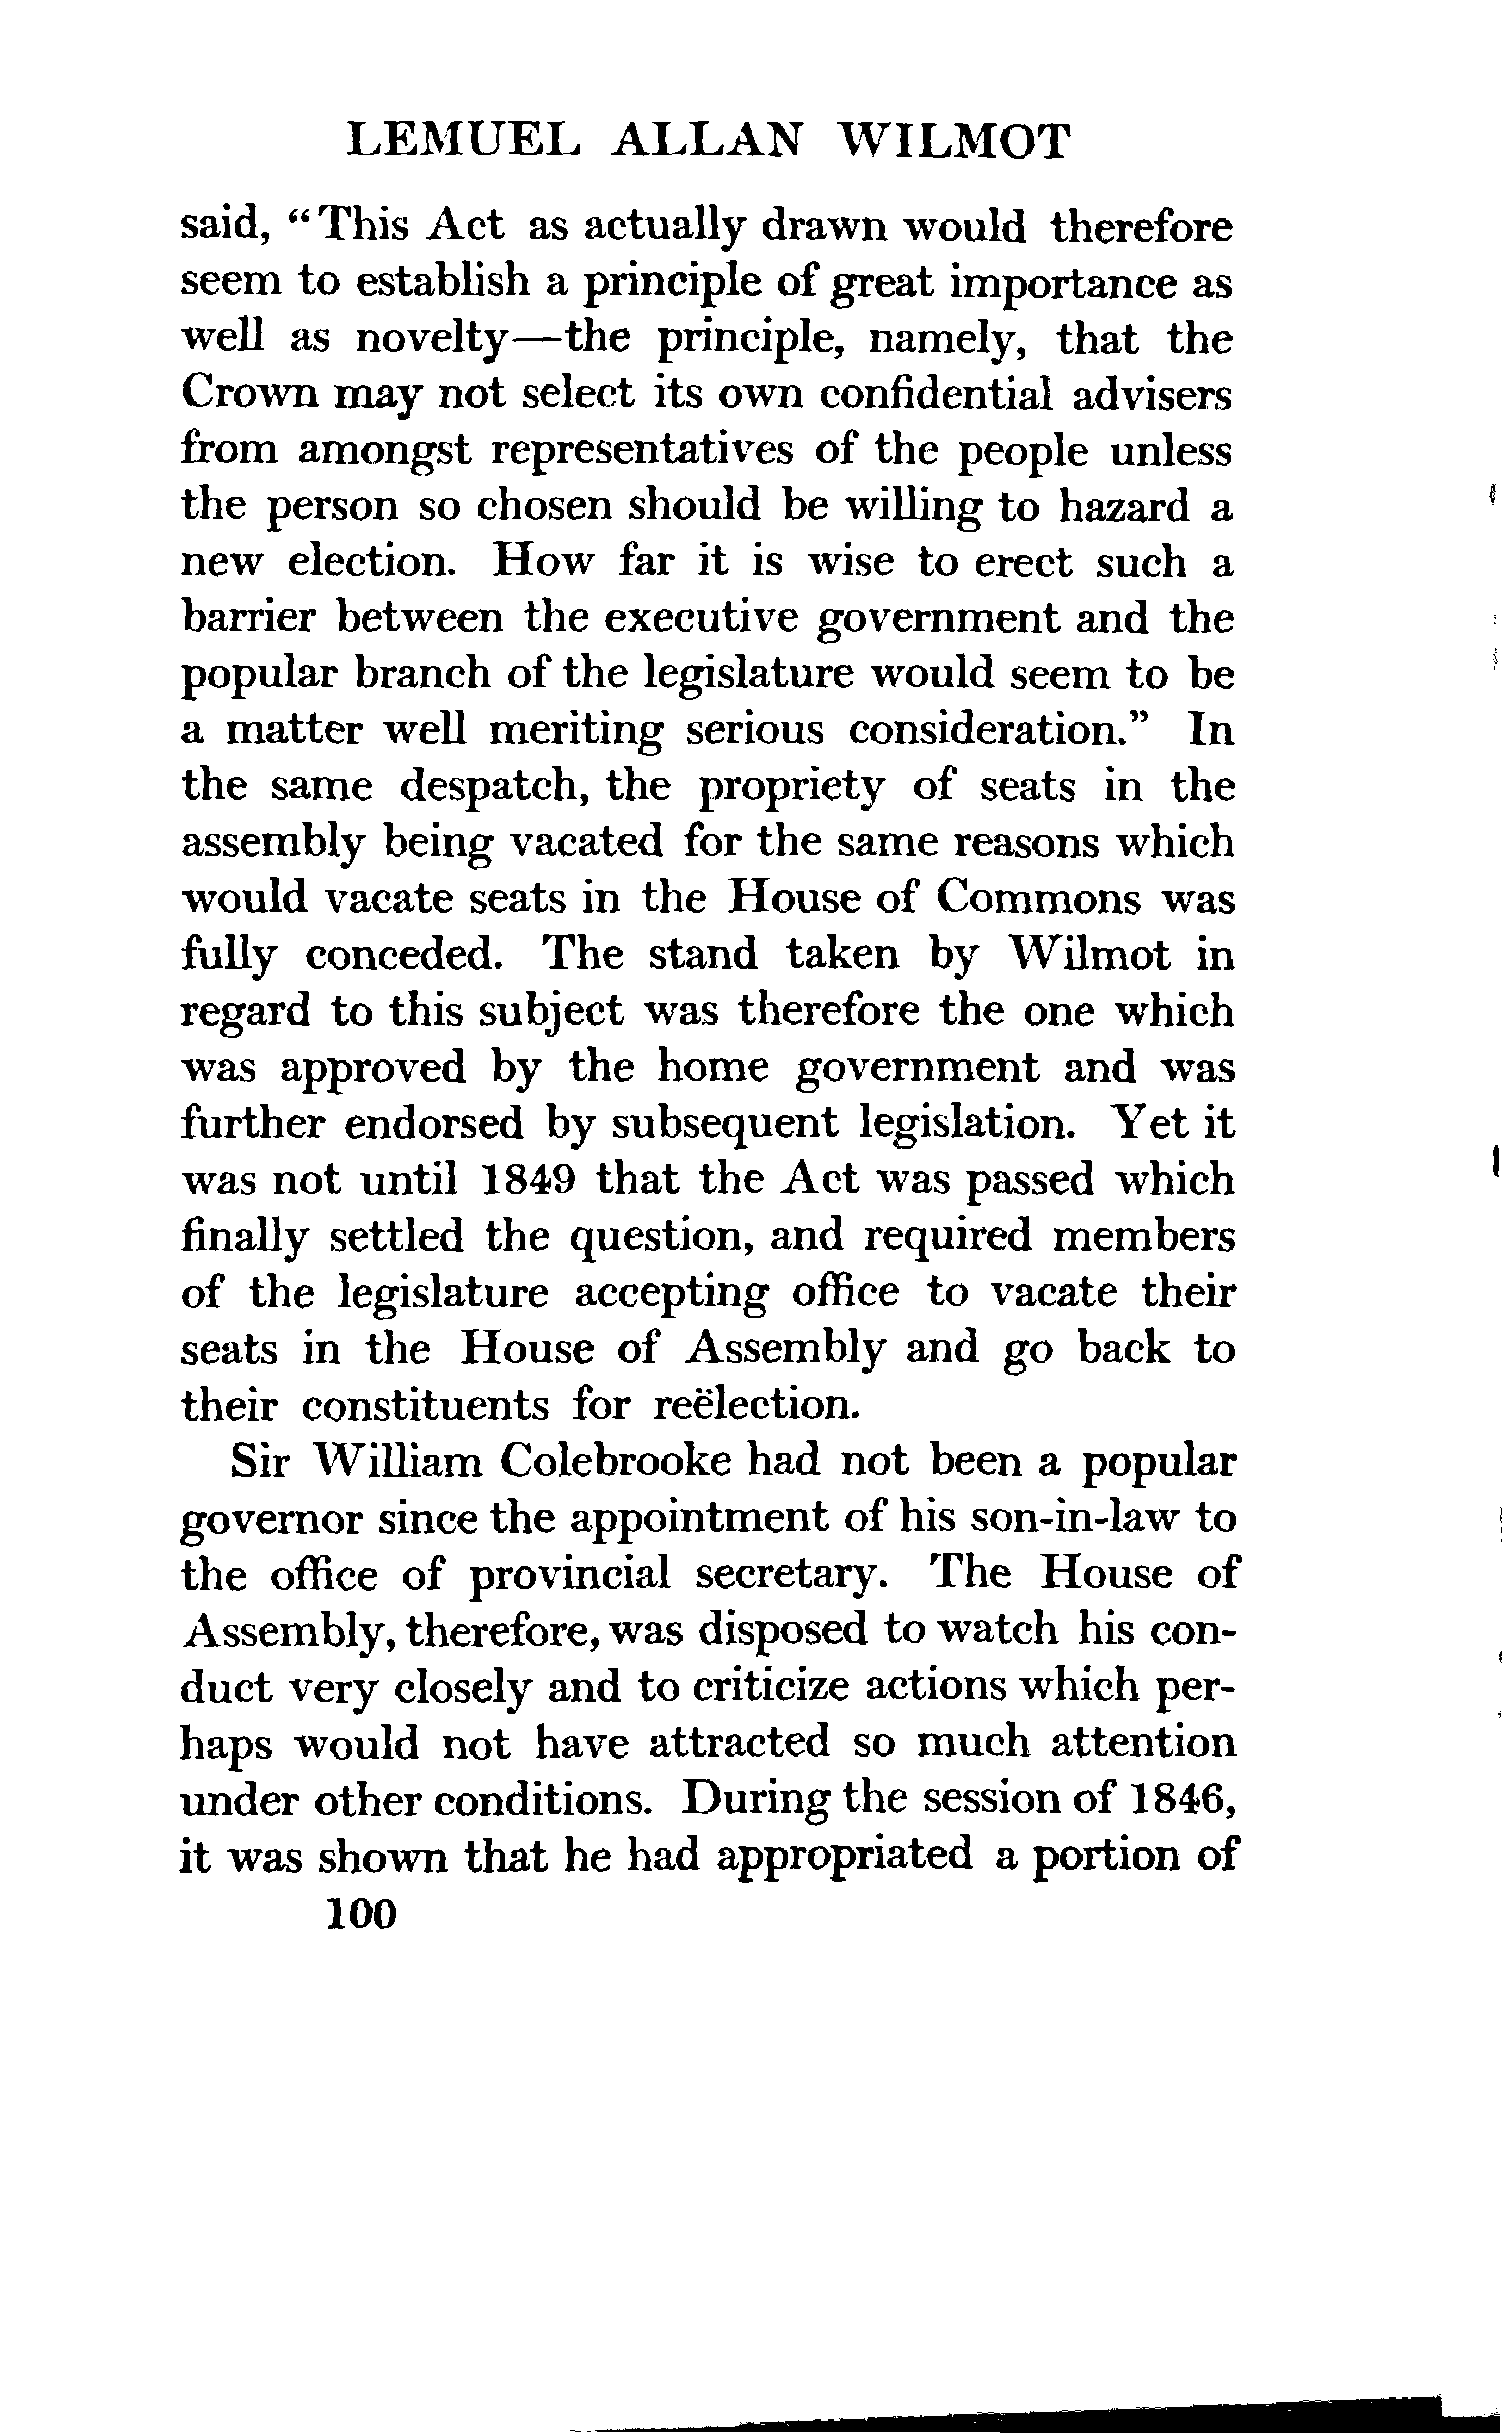 LEMUEL ALLAN WILMOT
said, "This Act as actually drawn would therefore
seem to establish a principle of great importance as
well as novelty—the principle, namely, that the
Crown may not select its own confidential advisers
from amongst representatives of the people unless
the person so chosen should be willing to hazard a
new election. How far it is wise to erect such a
barrier between the executive government and the
popular branch of the legislature would seem to be
a matter well meriting serious consideration." In
the same despatch, the propriety of seats in the
assembly being vacated for the same reasons which
would vacate seats in the House of Commons was
fully conceded. The stand taken by Wilmot in
regard to this subject was therefore the one which
was approved by the home government and was
further endorsed by subsequent legislation. Yet it
was not until 1849 that the Act was passed which
finally settled the question, and required members
of the legislature accepting office to vacate their
seats in the House of Assembly and go back to
their constituents for reëlection.
Sir William Colebrooke had not been a popular
governor since the appointment of his son-in-law to
the office of provincial secretary. The House of
Assembly, therefore, was disposed to watch his con-
duct very closely and to criticize actions which per-
haps would not have attracted so much attention
under other conditions. During the session of 1846,
it was shown that he had appropriated a portion of
100